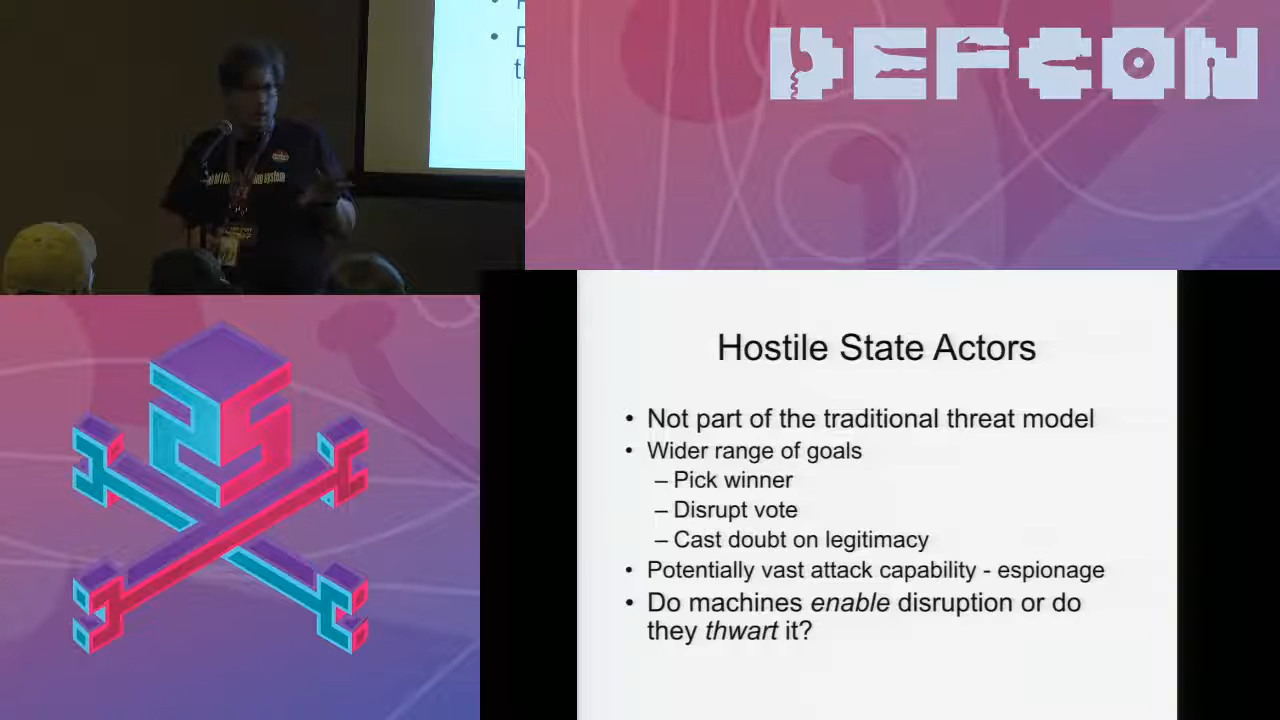 DEFCON
Hostile State Actors
• Not part of the traditional threat model
• Wider range of goals
– Pick winner
– Disrupt vote
– Cast doubt on legitimacy
• Potentially vast attack capability - espionage
• Do machines enable disruption or do
they thwart it?